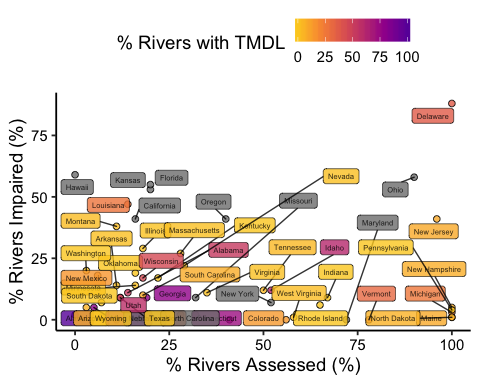 % Rivers with TMDL
0 25 50 75 100
% Rivers Impaired (%)
75
50
25
0
Delaware
Hawaii
Kansas
Florida
Nevada
Ohio
Louisiana
California
Oregon
Missouri
Montana
Illinois
Massachusetts
Kentucky
Maryland
New Jersey
Arkansas
Washington
Oklahoma
Wisconsin
Alabama
Tennessee
Idaho
Pennsylvania
New Mexico
South Carolina
Virginia
Indiana
New Hampshire
South Dakota
Utah
Georgia
New York
West Virginia
Vermont
Michigan
Wyoming
Texas
Colorado
Rhode Island
North Dakota
Maine
0 25 50 75 100
% Rivers Assessed (%)